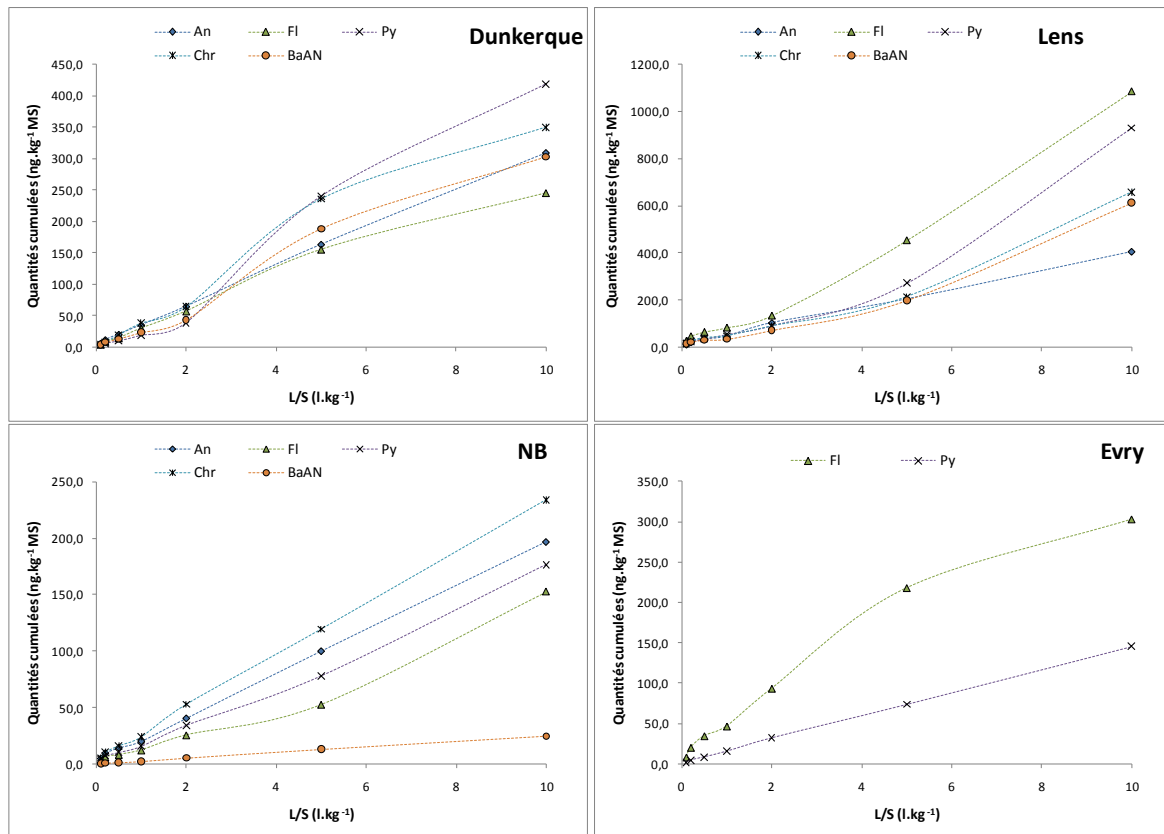 Dunkerque
An Fl Py
Chr BaAN
450,0
400,0
350,0
300,0
250,0
200,0
150,0
100,0
50,0
0,0
Quantités cumulées (ng.kg⁻¹ MS)
0 2 4 6 8 10
L/S (l.kg⁻¹)
Lens
An Fl Py
Chr BaAN
1200,0
1000,0
800,0
600,0
400,0
200,0
0,0
Quantités cumulées (ng.kg⁻¹ MS)
0 2 4 6 8 10
L/S (l.kg⁻¹)
NB
An Fl Py
Chr BaAN
250,0
200,0
150,0
100,0
50,0
0,0
Quantités cumulées (ng.kg⁻¹ MS)
0 2 4 6 8 10
L/S (l.kg⁻¹)
Evry
Fl Py
350,0
300,0
250,0
200,0
150,0
100,0
50,0
0,0
Quantités cumulées (ng.kg⁻¹ MS)
0 2 4 6 8 10
L/S (l.kg⁻¹)